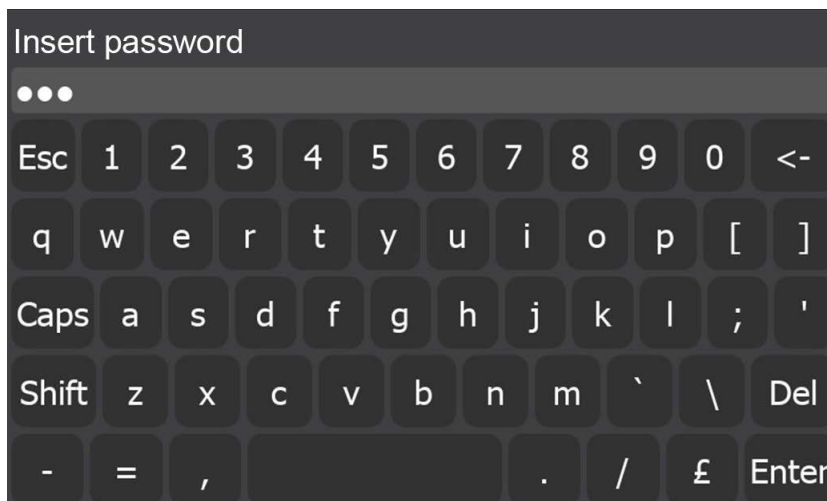 Insert password
●●●
Esc 1 2 3 4 5 6 7 8 9 0 <-
q w e r t y u i o p [ ]
Caps a s d f g h j k l ; '
Shift z x c v b n m ` \ Del
- = , . / £ Enter